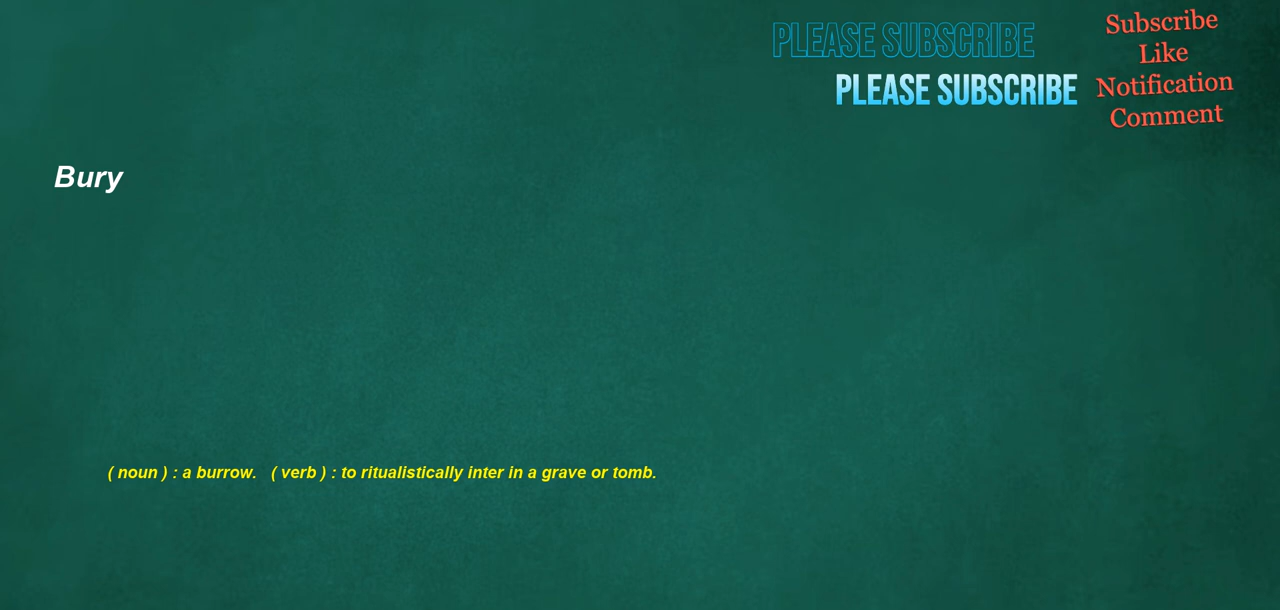 PLEASE SUBSCRIBE
PLEASE SUBSCRIBE
Subscribe
Like
Notification
Comment
Bury
( noun ) : a burrow.   ( verb ) : to ritualistically inter in a grave or tomb.